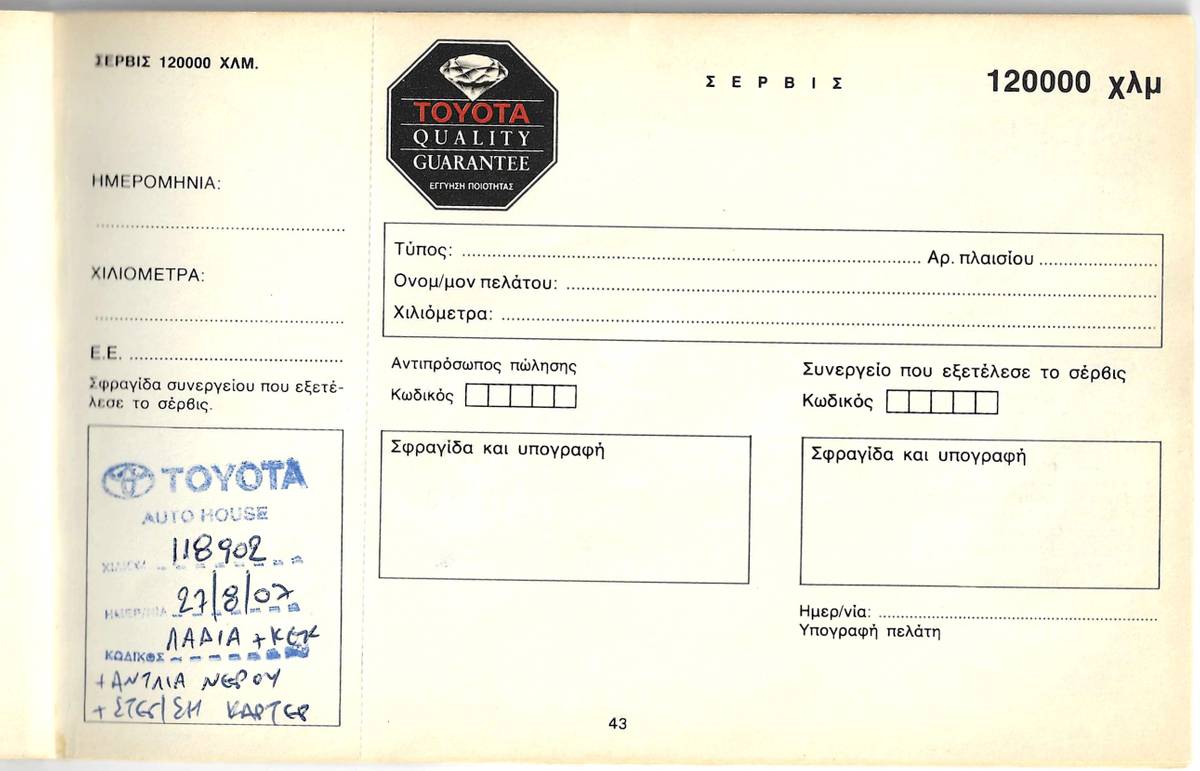 ΣΕΡΒΙΣ 120000 ΧΛΜ.
ΗΜΕΡΟΜΗΝΙΑ:
ΧΙΛΙΟΜΕΤΡΑ:
Ε.Ε.
Σφραγίδα συνεργείου που εξετέ-
λεσε το σέρβις.
TOYOTA
AUTO HOUSE
118902
27/8/07
ΛΑΔΙΑ + ΚΕΚ
ΚΩΔΙΚΟΣ
+ ΑΝΤΛΙΑ ΝΕΡΟΥ
+ ΣΤΕΓ/ΣΗ ΚΑΡΤΕΡ
TOYOTA
QUALITY
GUARANTEE
ΕΓΓΥΗΣΗ ΠΟΙΟΤΗΤΑΣ
ΣΕΡΒΙΣ
120000 χλμ
Τύπος: Αρ. πλαισίου
Ονομ/μον πελάτου:
Χιλιόμετρα:
Αντιπρόσωπος πώλησης
Κωδικός
Σφραγίδα και υπογραφή
Συνεργείο που εξετέλεσε το σέρβις
Κωδικός
Σφραγίδα και υπογραφή
Ημερ/νία:
Υπογραφή πελάτη
43